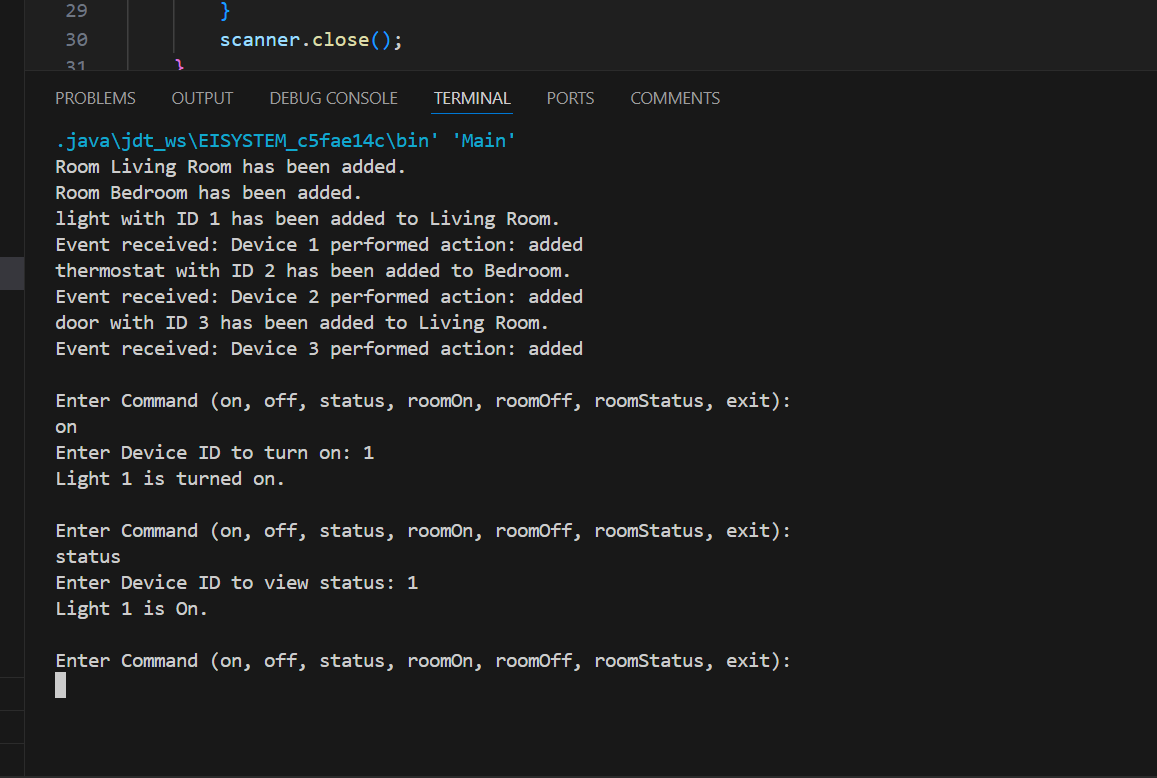 29 }
30 scanner.close();
31 }
PROBLEMS OUTPUT DEBUG CONSOLE TERMINAL PORTS COMMENTS
.java\jdt_ws\EISYSTEM_c5fae14c\bin' 'Main'
Room Living Room has been added.
Room Bedroom has been added.
light with ID 1 has been added to Living Room.
Event received: Device 1 performed action: added
thermostat with ID 2 has been added to Bedroom.
Event received: Device 2 performed action: added
door with ID 3 has been added to Living Room.
Event received: Device 3 performed action: added
Enter Command (on, off, status, roomOn, roomOff, roomStatus, exit):
on
Enter Device ID to turn on: 1
Light 1 is turned on.
Enter Command (on, off, status, roomOn, roomOff, roomStatus, exit):
status
Enter Device ID to view status: 1
Light 1 is On.
Enter Command (on, off, status, roomOn, roomOff, roomStatus, exit):